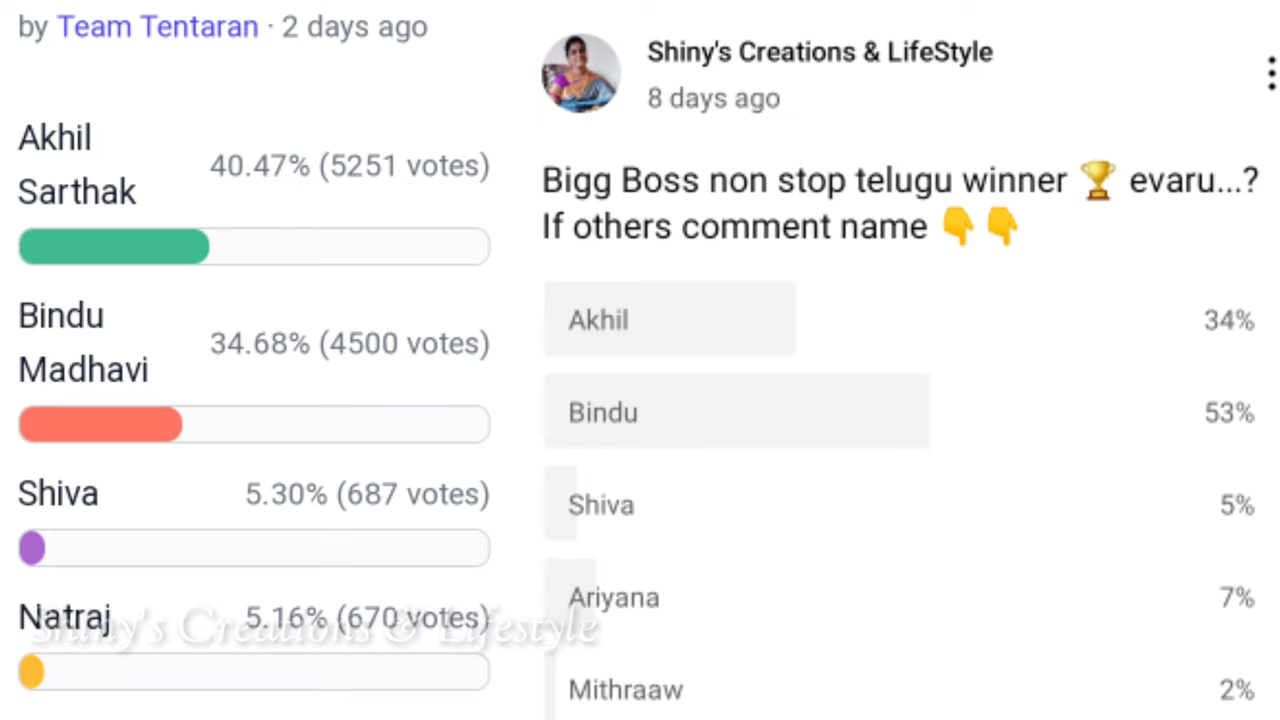 by Team Tentaran · 2 days ago
Akhil
Sarthak
40.47% (5251 votes)
Bindu
Madhavi
34.68% (4500 votes)
Shiva 5.30% (687 votes)
Natraj 5.16% (670 votes)
Shiny's Creations & Lifestyle
Shiny's Creations & LifeStyle
8 days ago
Bigg Boss non stop telugu winner 🏆 evaru...?
If others comment name 👇👇
Akhil 34%
Bindu 53%
Shiva 5%
Ariyana 7%
Mithraaw 2%